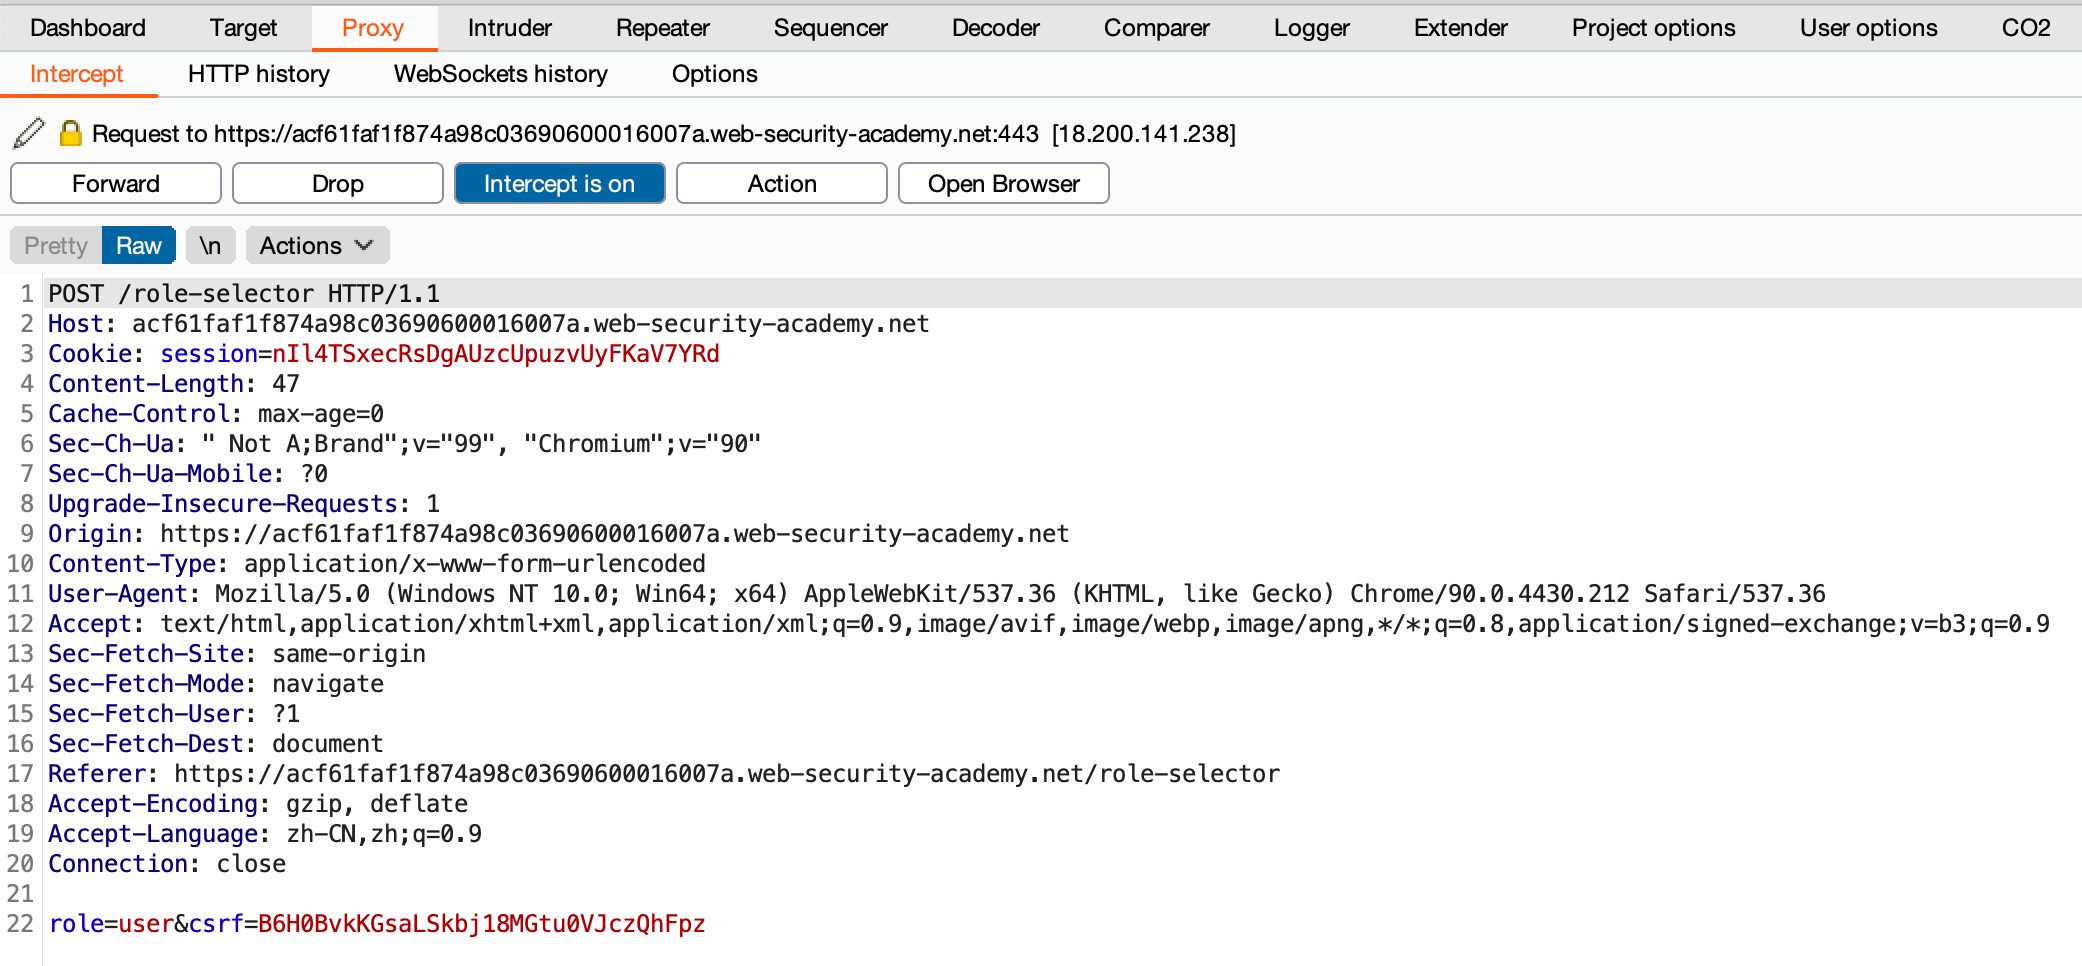 Dashboard Target Proxy Intruder Repeater Sequencer Decoder Comparer Logger Extender Project options User options CO2
Intercept HTTP history WebSockets history Options
Request to https://acf61faf1f874a98c03690600016007a.web-security-academy.net:443 [18.200.141.238]
Forward Drop Intercept is on Action Open Browser
Pretty Raw \n Actions
1 POST /role-selector HTTP/1.1
2 Host: acf61faf1f874a98c03690600016007a.web-security-academy.net
3 Cookie: session=nIl4TSxecRsDgAUzcUpuzvUyFKaV7YRd
4 Content-Length: 47
5 Cache-Control: max-age=0
6 Sec-Ch-Ua: " Not A;Brand";v="99", "Chromium";v="90"
7 Sec-Ch-Ua-Mobile: ?0
8 Upgrade-Insecure-Requests: 1
9 Origin: https://acf61faf1f874a98c03690600016007a.web-security-academy.net
10 Content-Type: application/x-www-form-urlencoded
11 User-Agent: Mozilla/5.0 (Windows NT 10.0; Win64; x64) AppleWebKit/537.36 (KHTML, like Gecko) Chrome/90.0.4430.212 Safari/537.36
12 Accept: text/html,application/xhtml+xml,application/xml;q=0.9,image/avif,image/webp,image/apng,*/*;q=0.8,application/signed-exchange;v=b3;q=0.9
13 Sec-Fetch-Site: same-origin
14 Sec-Fetch-Mode: navigate
15 Sec-Fetch-User: ?1
16 Sec-Fetch-Dest: document
17 Referer: https://acf61faf1f874a98c03690600016007a.web-security-academy.net/role-selector
18 Accept-Encoding: gzip, deflate
19 Accept-Language: zh-CN,zh;q=0.9
20 Connection: close
21
22 role=user&csrf=B6H0BvkKGsaLSkbj18MGtu0VJczQhFpz